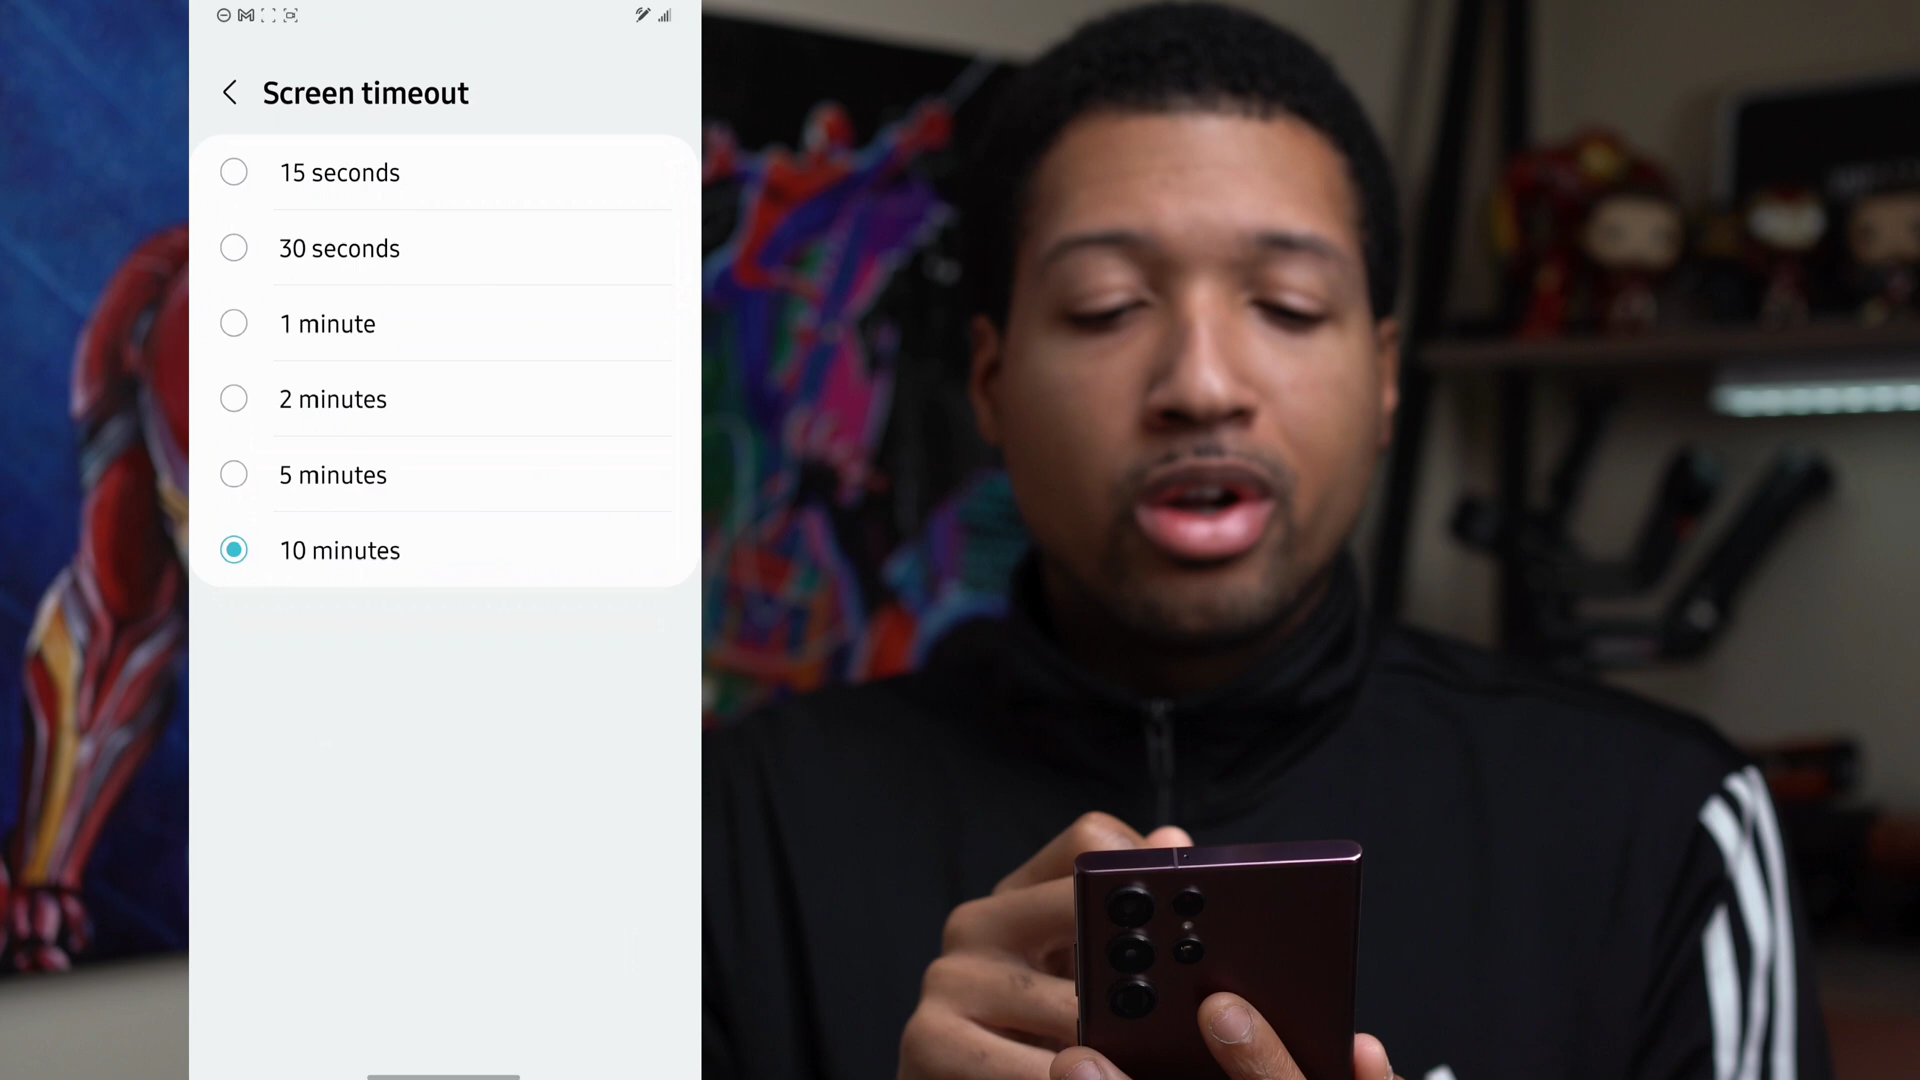 Screen timeout
15 seconds
30 seconds
1 minute
2 minutes
5 minutes
10 minutes